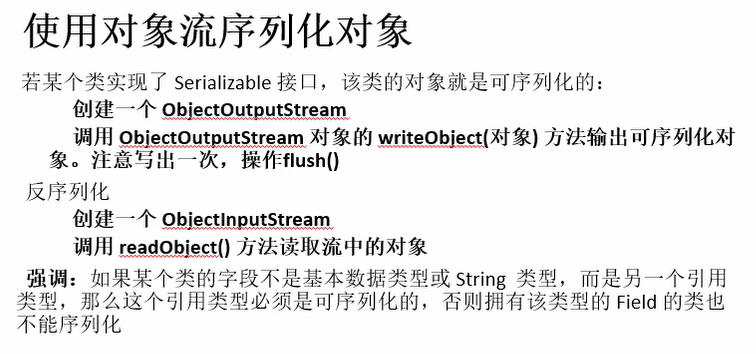 使用对象流序列化对象
若某个类实现了 Serializable 接口，该类的对象就是可序列化的：
创建一个 ObjectOutputStream
调用 ObjectOutputStream 对象的 writeObject(对象) 方法输出可序列化对
象。注意写出一次，操作flush()
反序列化
创建一个 ObjectInputStream
调用 readObject() 方法读取流中的对象
强调：如果某个类的字段不是基本数据类型或 String 类型，而是另一个引用
类型，那么这个引用类型必须是可序列化的，否则拥有该类型的 Field 的类也
不能序列化